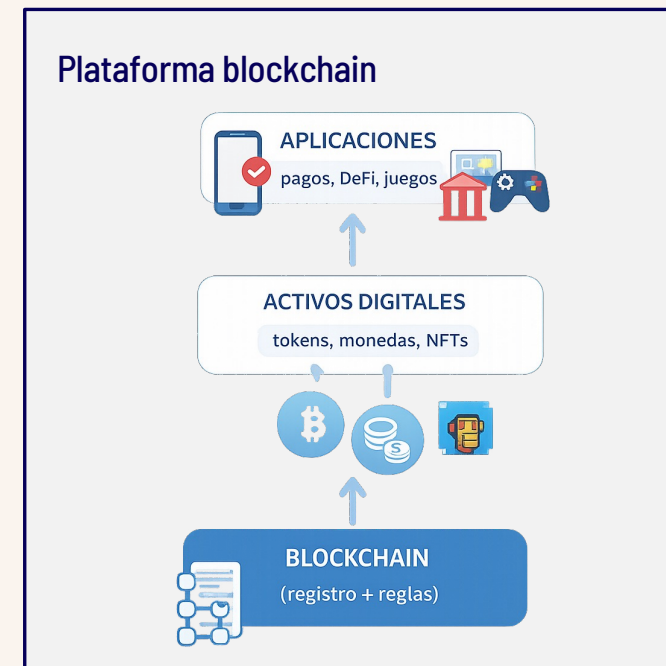 Plataforma blockchain
APLICACIONES
pagos, DeFi, juegos
ACTIVOS DIGITALES
tokens, monedas, NFTs
₿
S
BLOCKCHAIN
(registro + reglas)